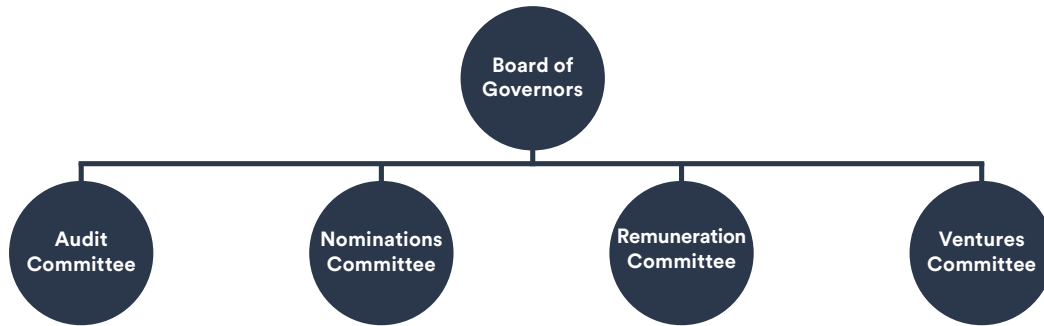 Board of
Governors
Audit
Committee
Nominations
Committee
Remuneration
Committee
Ventures
Committee